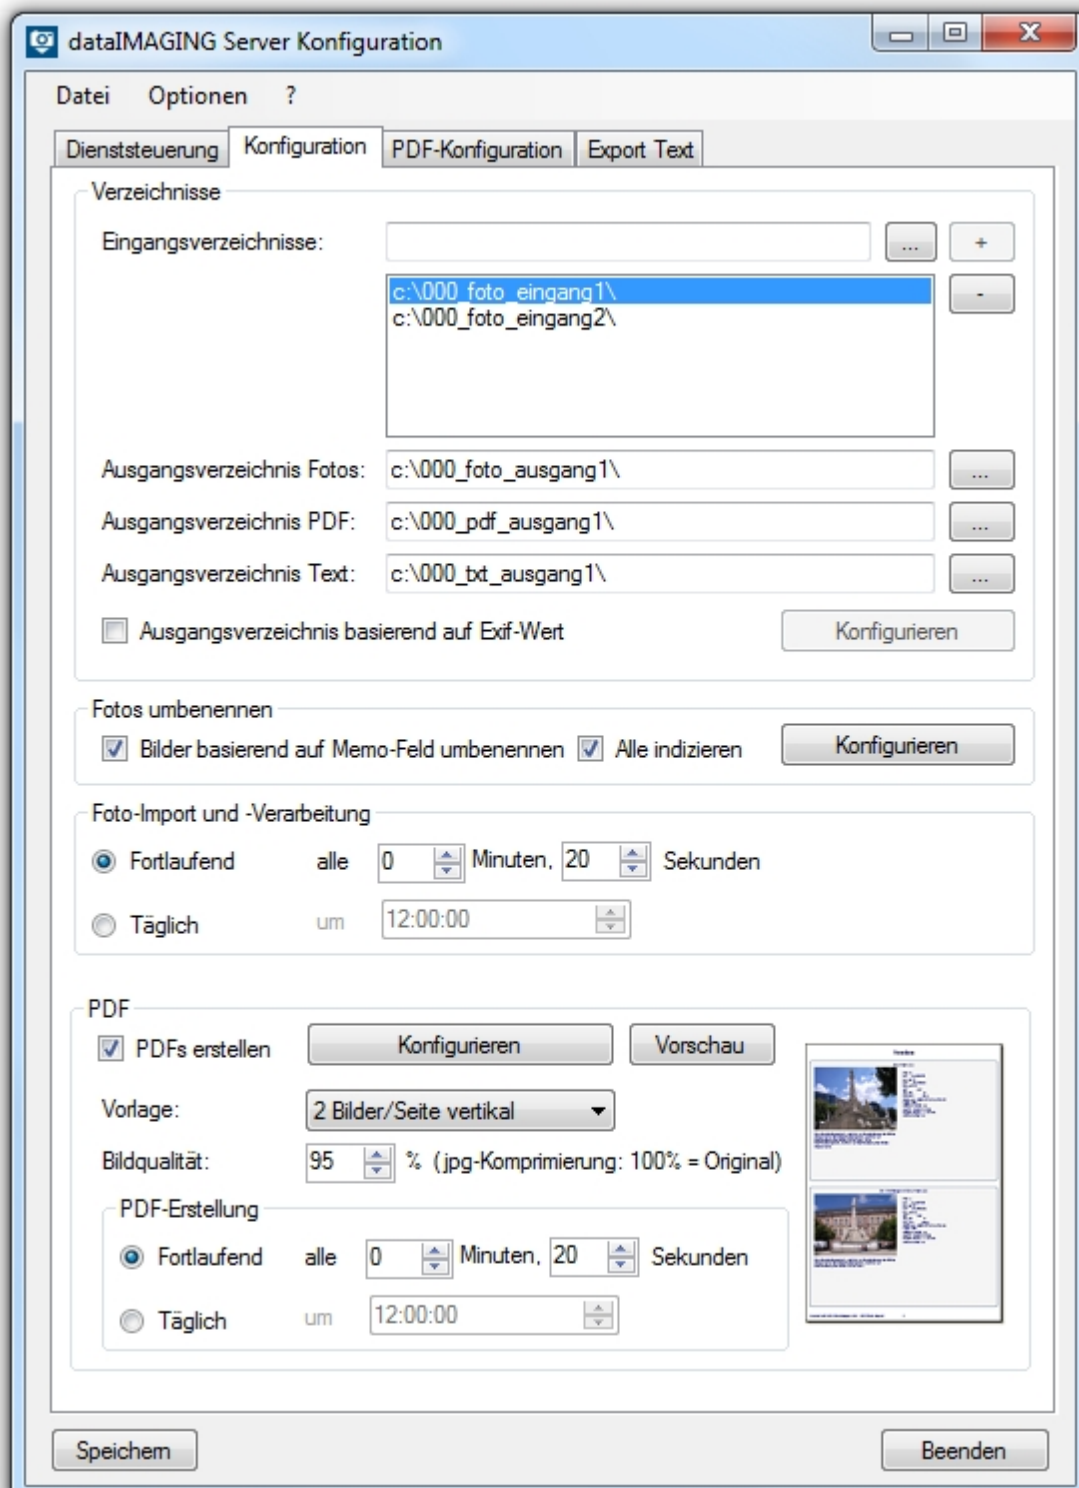 dataIMAGING Server Konfiguration
Datei Optionen ?
Dienststeuerung Konfiguration PDF-Konfiguration Export Text
Verzeichnisse
Eingangsverzeichnisse: ... +
c:\000_foto_eingang1\ -
c:\000_foto_eingang2\
Ausgangsverzeichnis Fotos: c:\000_foto_ausgang1\ ...
Ausgangsverzeichnis PDF: c:\000_pdf_ausgang1\ ...
Ausgangsverzeichnis Text: c:\000_txt_ausgang1\ ...
Ausgangsverzeichnis basierend auf Exif-Wert Konfigurieren
Fotos umbenennen
Bilder basierend auf Memo-Feld umbenennen Alle indizieren Konfigurieren
Foto-Import und -Verarbeitung
Fortlaufend alle 0 Minuten, 20 Sekunden
Täglich um 12:00:00
PDF
PDFs erstellen Konfigurieren Vorschau
Vorlage: 2 Bilder/Seite vertikal
Bildqualität: 95 % (jpg-Komprimierung: 100% = Original)
PDF-Erstellung
Fortlaufend alle 0 Minuten, 20 Sekunden
Täglich um 12:00:00
Speichern Beenden